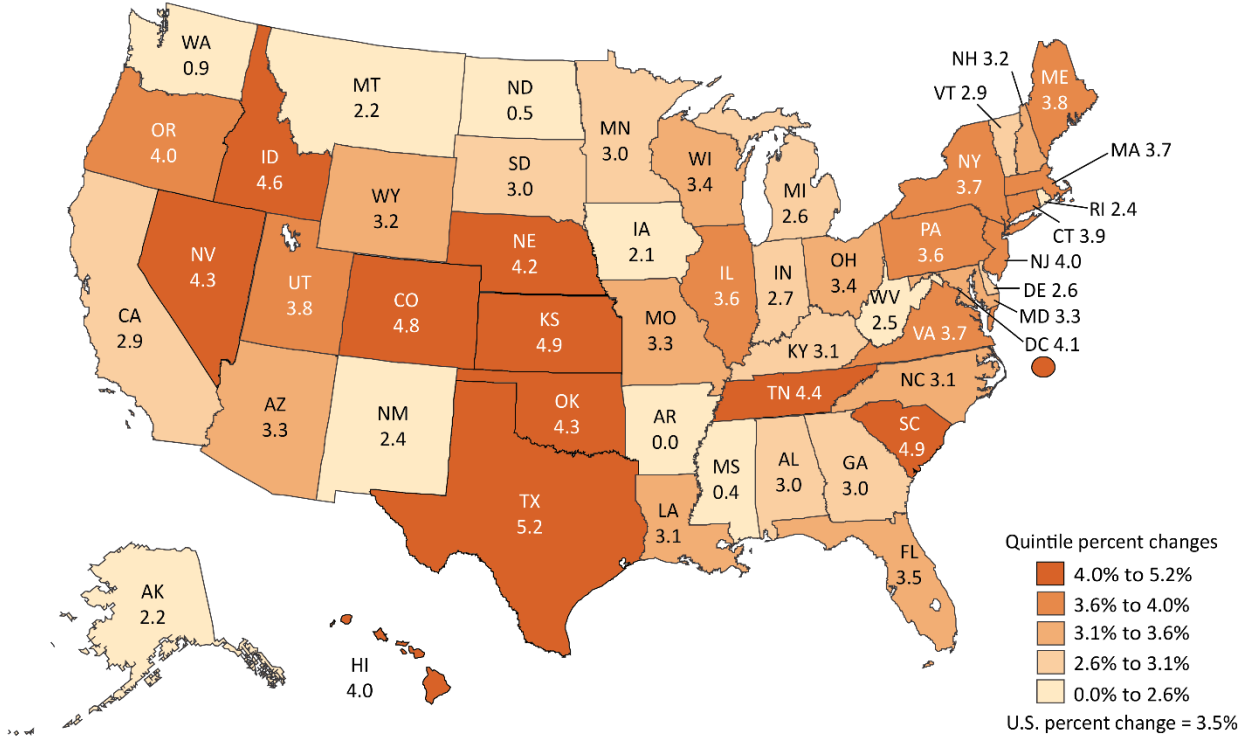 WA
0.9
MT
2.2
ND
0.5
MN
3.0
NH 3.2
VT 2.9
ME
3.8
OR
4.0
ID
4.6
SD
3.0
WI
3.4
MI
2.6
NY
3.7
MA 3.7
RI 2.4
CT 3.9
NJ 4.0
DE 2.6
MD 3.3
DC 4.1
WY
3.2
NV
4.3
UT
3.8
CO
4.8
NE
4.2
IA
2.1
IL
3.6
IN
2.7
OH
3.4
PA
3.6
WV
2.5
VA 3.7
CA
2.9
KS
4.9
MO
3.3
KY 3.1
NC 3.1
TN 4.4
AZ
3.3
NM
2.4
OK
4.3
AR
0.0
SC
4.9
MS
0.4
AL
3.0
GA
3.0
TX
5.2
LA
3.1
FL
3.5
AK
2.2
HI
4.0
Quintile percent changes
4.0% to 5.2%
3.6% to 4.0%
3.1% to 3.6%
2.6% to 3.1%
0.0% to 2.6%
U.S. percent change = 3.5%